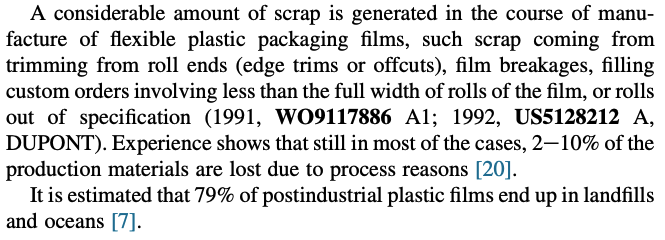 A considerable amount of scrap is generated in the course of manu-
facture of flexible plastic packaging films, such scrap coming from
trimming from roll ends (edge trims or offcuts), film breakages, filling
custom orders involving less than the full width of rolls of the film, or rolls
out of specification (1991, WO9117886 A1; 1992, US5128212 A,
DUPONT). Experience shows that still in most of the cases, 2—10% of the
production materials are lost due to process reasons [20].
It is estimated that 79% of postindustrial plastic films end up in landfills
and oceans [7].